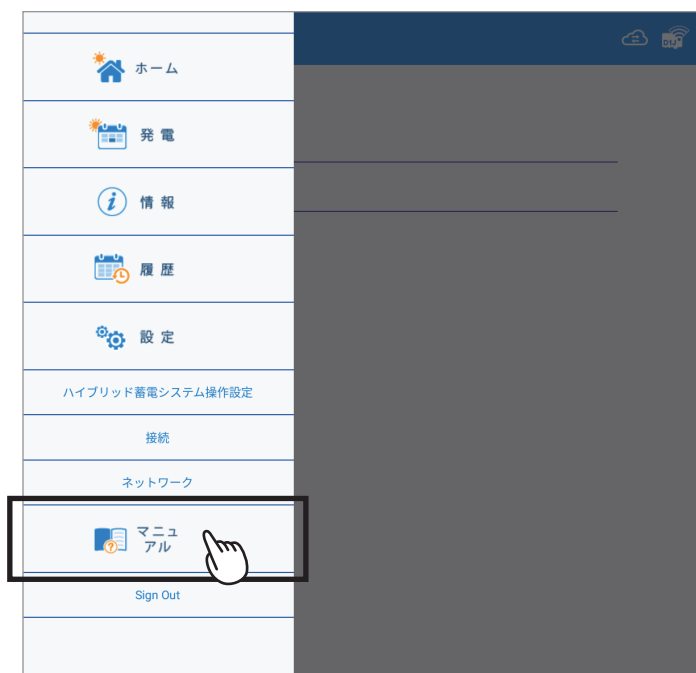 ホーム
発電
情報
履歴
設定
ハイブリッド蓄電システム操作設定
接続
ネットワーク
マニュ
アル
Sign Out